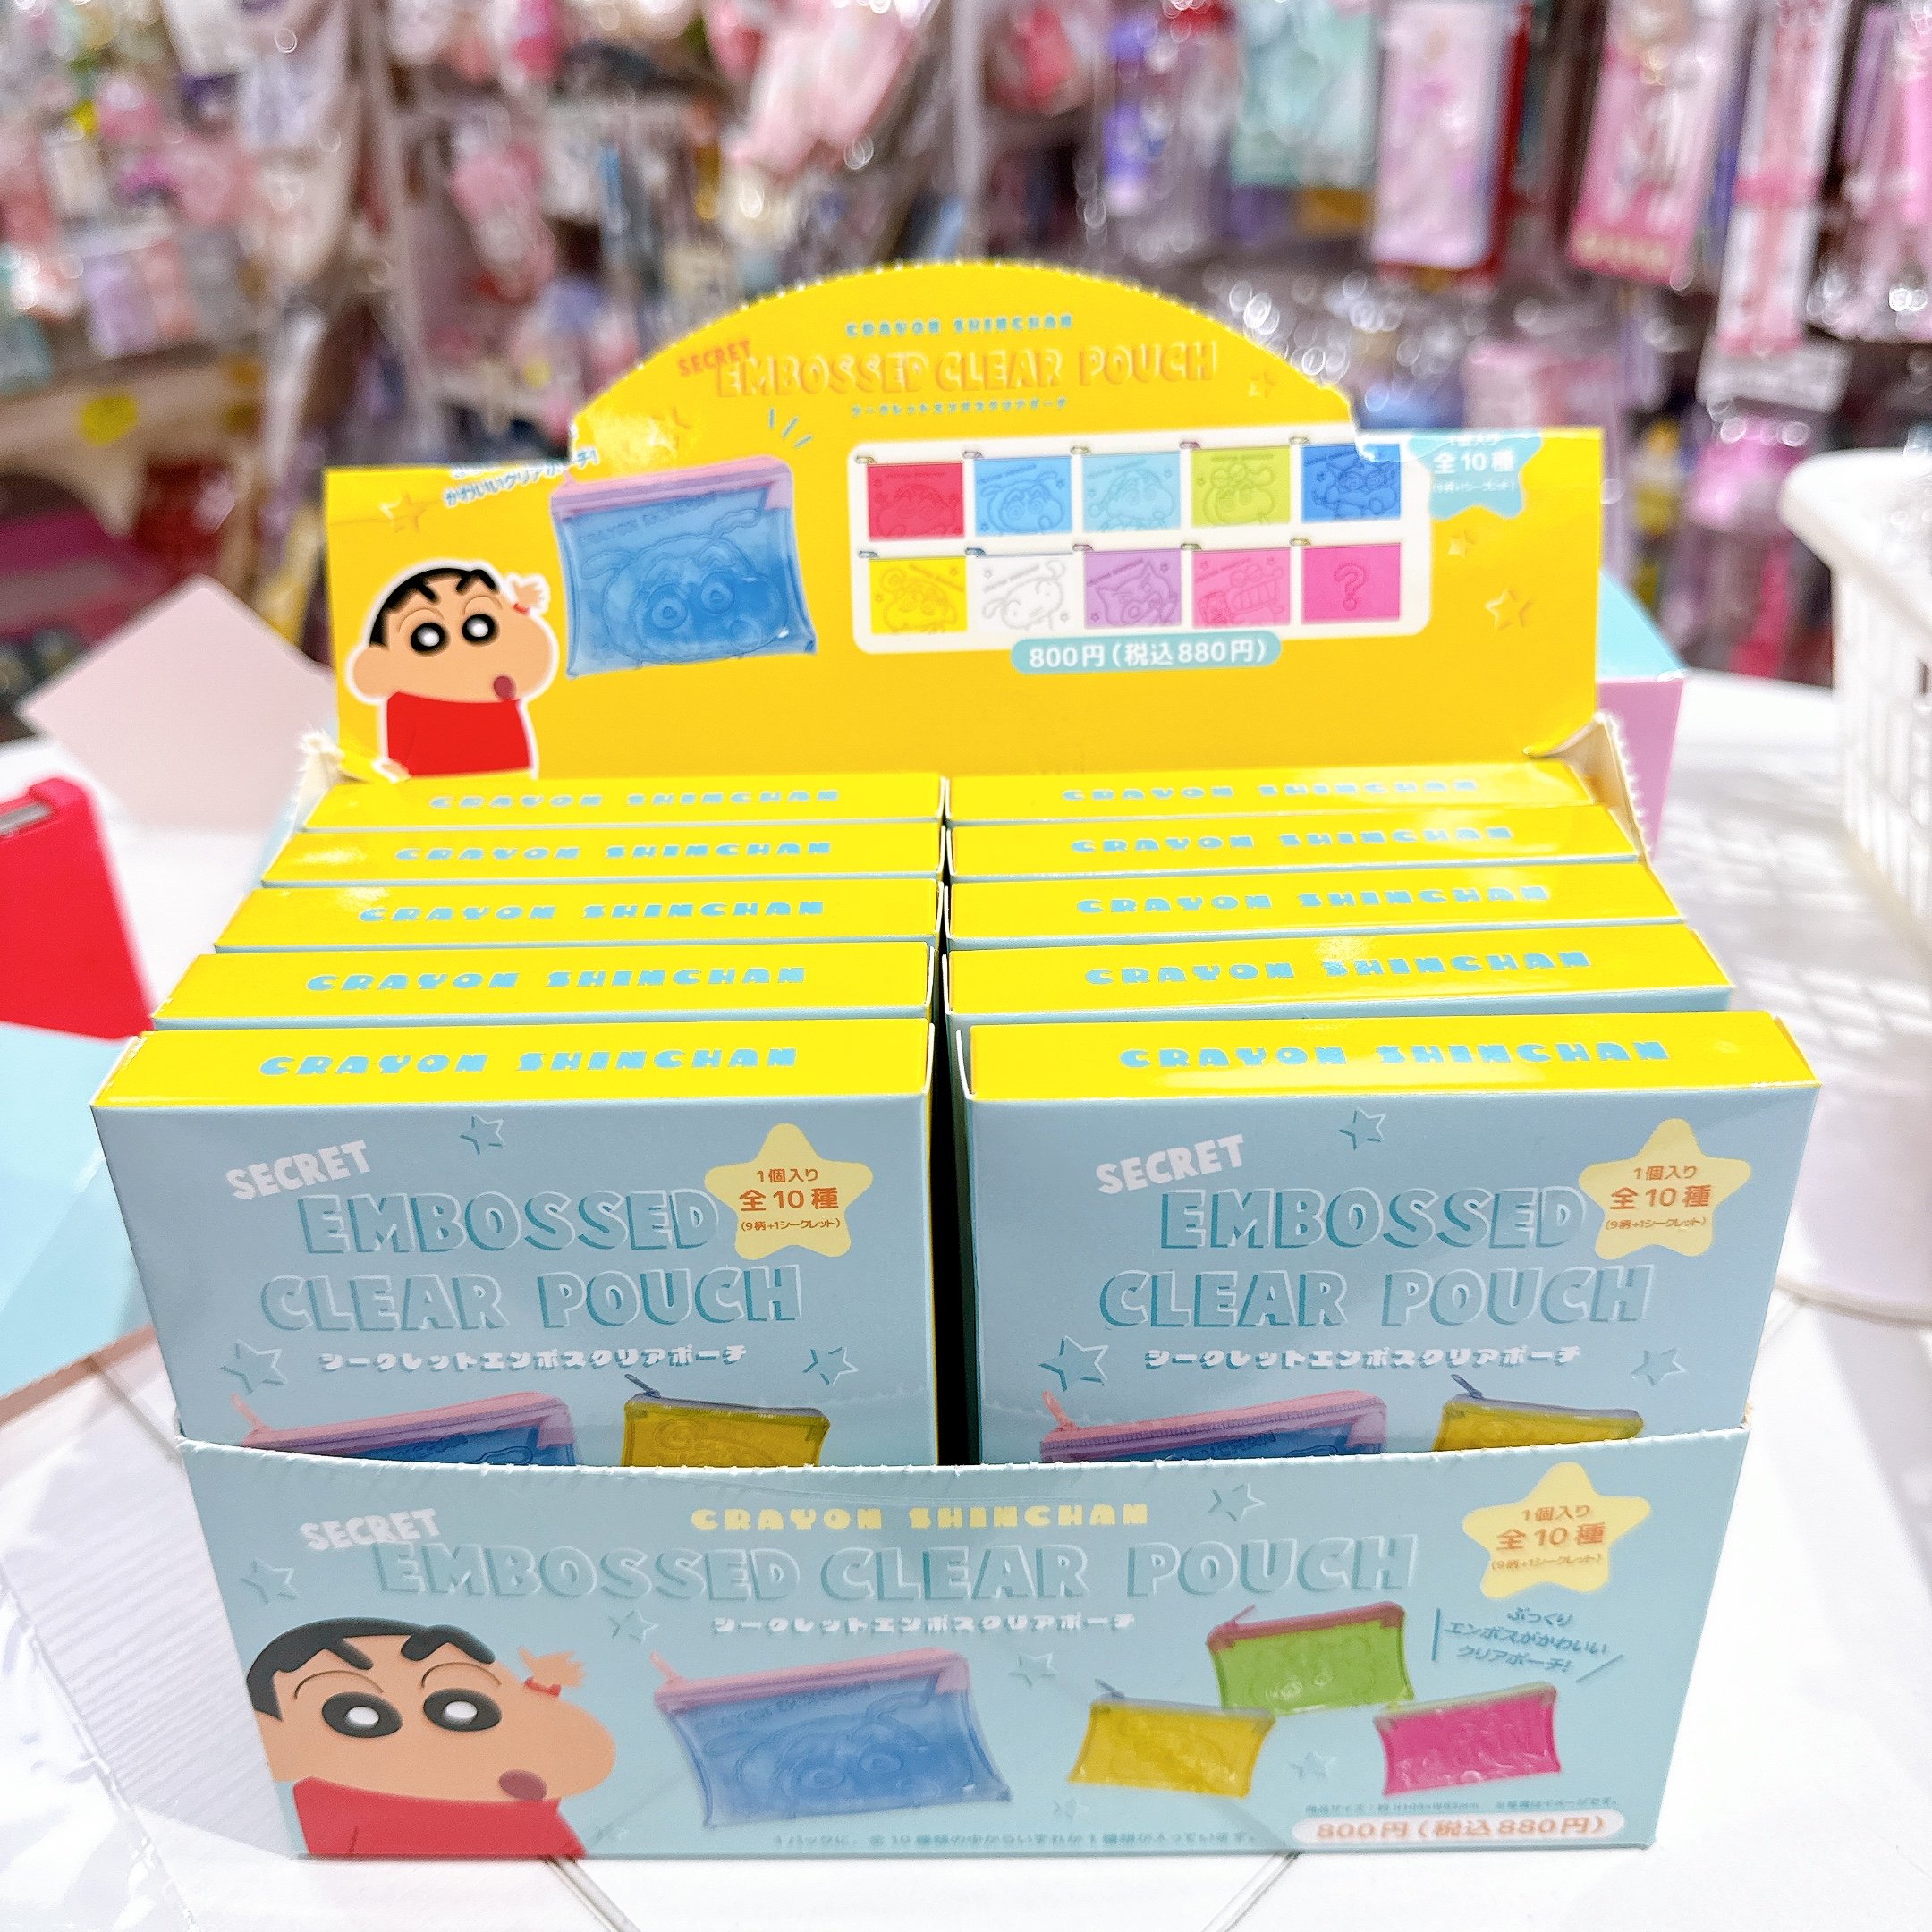 CRAYON SHINCHAN
SECRET
EMBOSSED CLEAR POUCH
シークレットエンボスクリアポーチ
かわいいクリアポーチ!
1個入り
全10種
(9柄+1シークレット)
?
800円(税込880円)
CRAYON SHINCHAN
CRAYON SHINCHAN
CRAYON SHINCHAN
CRAYON SHINCHAN
CRAYON SHINCHAN
CRAYON SHINCHAN
CRAYON SHINCHAN
CRAYON SHINCHAN
CRAYON SHINCHAN
CRAYON SHINCHAN
SECRET
EMBOSSED
CLEAR POUCH
1個入り
全10種
(9柄+1シークレット)
シークレットエンボスクリアポーチ
SECRET
EMBOSSED
CLEAR POUCH
1個入り
全10種
(9柄+1シークレット)
シークレットエンボスクリアポーチ
CRAYON SHINCHAN
SECRET
EMBOSSED CLEAR POUCH
シークレットエンボスクリアポーチ
1個入り
全10種
(9柄+1シークレット)
ぷっくり
エンボスがかわいい
クリアポーチ!
800円(税込880円)